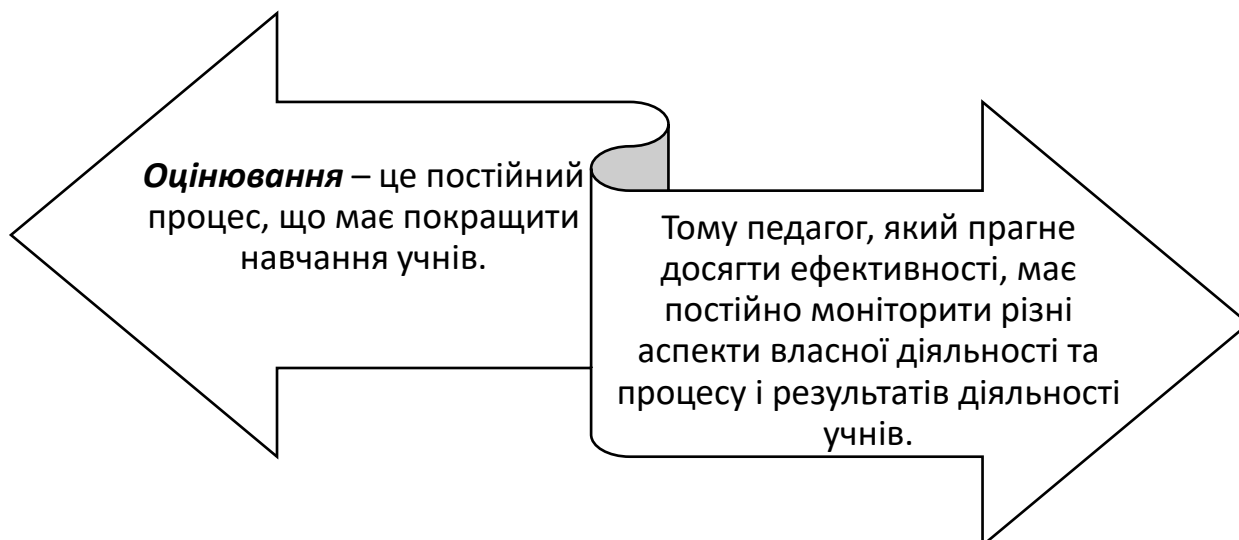 Оцінювання – це постійний
процес, що має покращити
навчання учнів.
Тому педагог, який прагне
досягти ефективності, має
постійно моніторити різні
аспекти власної діяльності та
процесу і результатів діяльності
учнів.